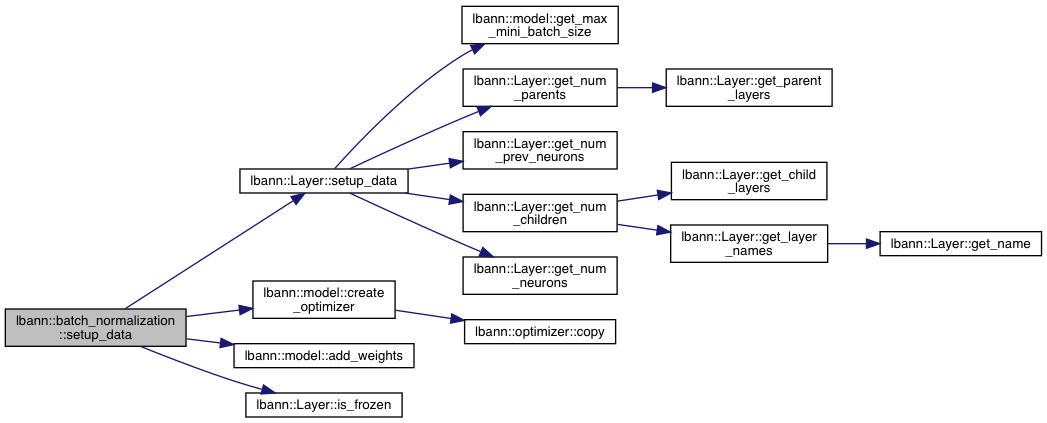 lbann::model::get_max
_mini_batch_size
lbann::Layer::get_num
_parents
lbann::Layer::get_parent
_layers
lbann::Layer::get_num
_prev_neurons
lbann::Layer::setup_data
lbann::Layer::get_child
_layers
lbann::Layer::get_num
_children
lbann::Layer::get_layer
_names
lbann::Layer::get_name
lbann::Layer::get_num
_neurons
lbann::model::create
_optimizer
lbann::batch_normalization
::setup_data
lbann::optimizer::copy
lbann::model::add_weights
lbann::Layer::is_frozen